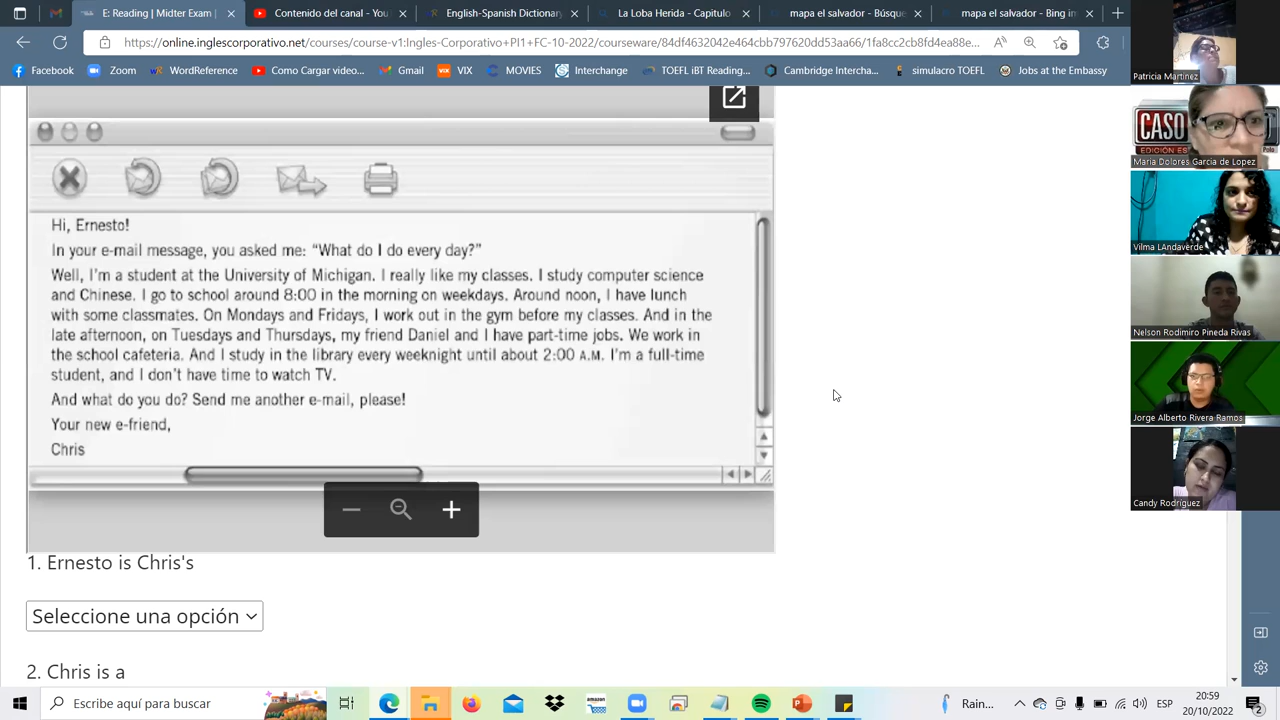 E: Reading | Midter Exam |
Contenido del canal - You
English-Spanish Dictionary
La Loba Herida - Capitulo
mapa el salvador - Búsque
mapa el salvador - Bing im
https://online.inglescorporativo.net/courses/course-v1:Ingles-Corporativo+PI1+FC-10-2022/courseware/84df4632042e464cbb797620dd53aa66/1fa8cc2cb8fd4ea88e...
Facebook
Zoom
WordReference
Como Cargar video...
Gmail
VIX
MOVIES
Interchange
TOEFL iBT Reading...
Cambridge Intercha...
simulacro TOEFL
Jobs at the Embassy
Hi, Ernesto!
In your e-mail message, you asked me: “What do I do every day?”
Well, I'm a student at the University of Michigan. I really like my classes. I study computer science
and Chinese. I go to school around 8:00 in the morning on weekdays. Around noon, I have lunch
with some classmates. On Mondays and Fridays, I work out in the gym before my classes. And in the
late afternoon, on Tuesdays and Thursdays, my friend Daniel and I have part-time jobs. We work in
the school cafeteria. And I study in the library every weeknight until about 2:00 A.M. I'm a full-time
student, and I don't have time to watch TV.
And what do you do? Send me another e-mail, please!
Your new e-friend,
Chris
1. Ernesto is Chris's
Seleccione una opción
2. Chris is a
Patricia Martinez
CASO
EDICIÓN ES
Maria Dolores Garcia de Lopez
Vilma LAndaverde
Nelson Rodimiro Pineda Rivas
Jorge Alberto Rivera Ramos
Candy Rodríguez
Escribe aquí para buscar
amazon
Rain...
ESP
20:59
20/10/2022
2